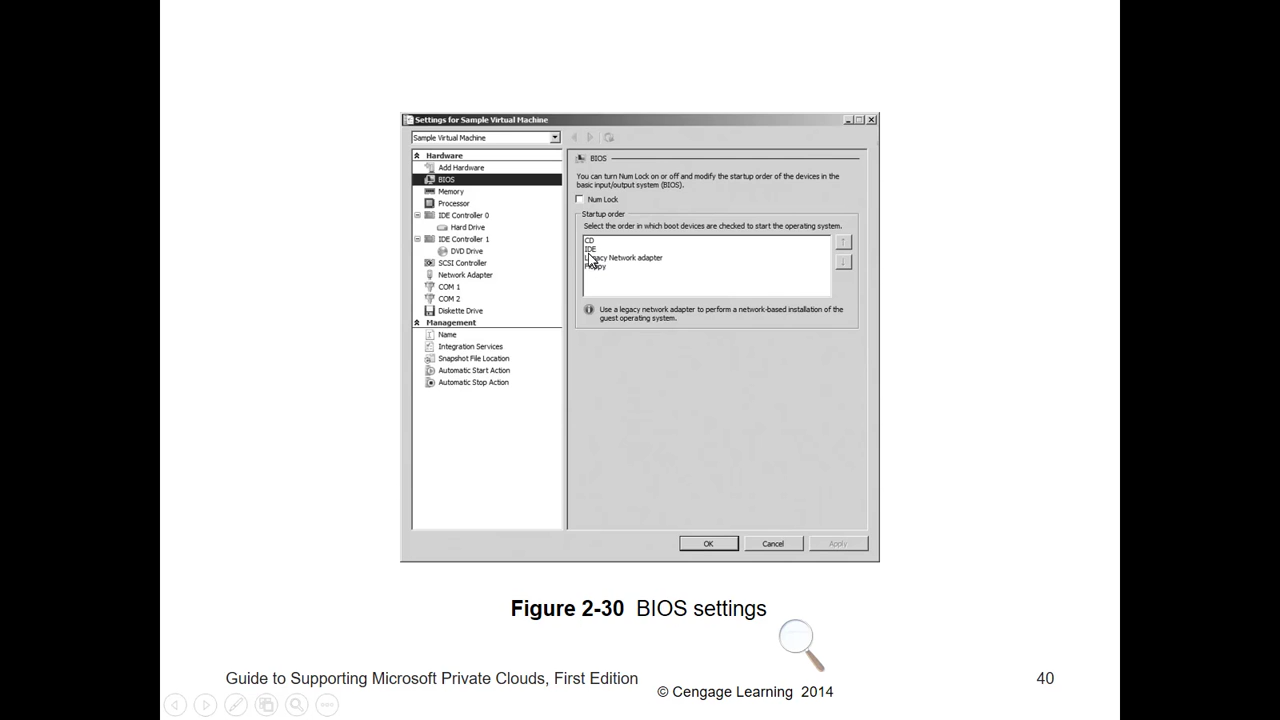 Settings for Sample Virtual Machine
Sample Virtual Machine
Hardware
Add Hardware
BIOS
Memory
Processor
IDE Controller 0
Hard Drive
IDE Controller 1
DVD Drive
SCSI Controller
Network Adapter
COM 1
COM 2
Diskette Drive
Management
Name
Integration Services
Snapshot File Location
Automatic Start Action
Automatic Stop Action
BIOS
You can turn Num Lock on or off and modify the startup order of the devices in the
basic input/output system (BIOS).
Num Lock
Startup order
Select the order in which boot devices are checked to start the operating system.
CD
IDE
Legacy Network adapter
Floppy
Use a legacy network adapter to perform a network-based installation of the
guest operating system.
OK Cancel Apply
Figure 2-30 BIOS settings
Guide to Supporting Microsoft Private Clouds, First Edition
© Cengage Learning 2014
40